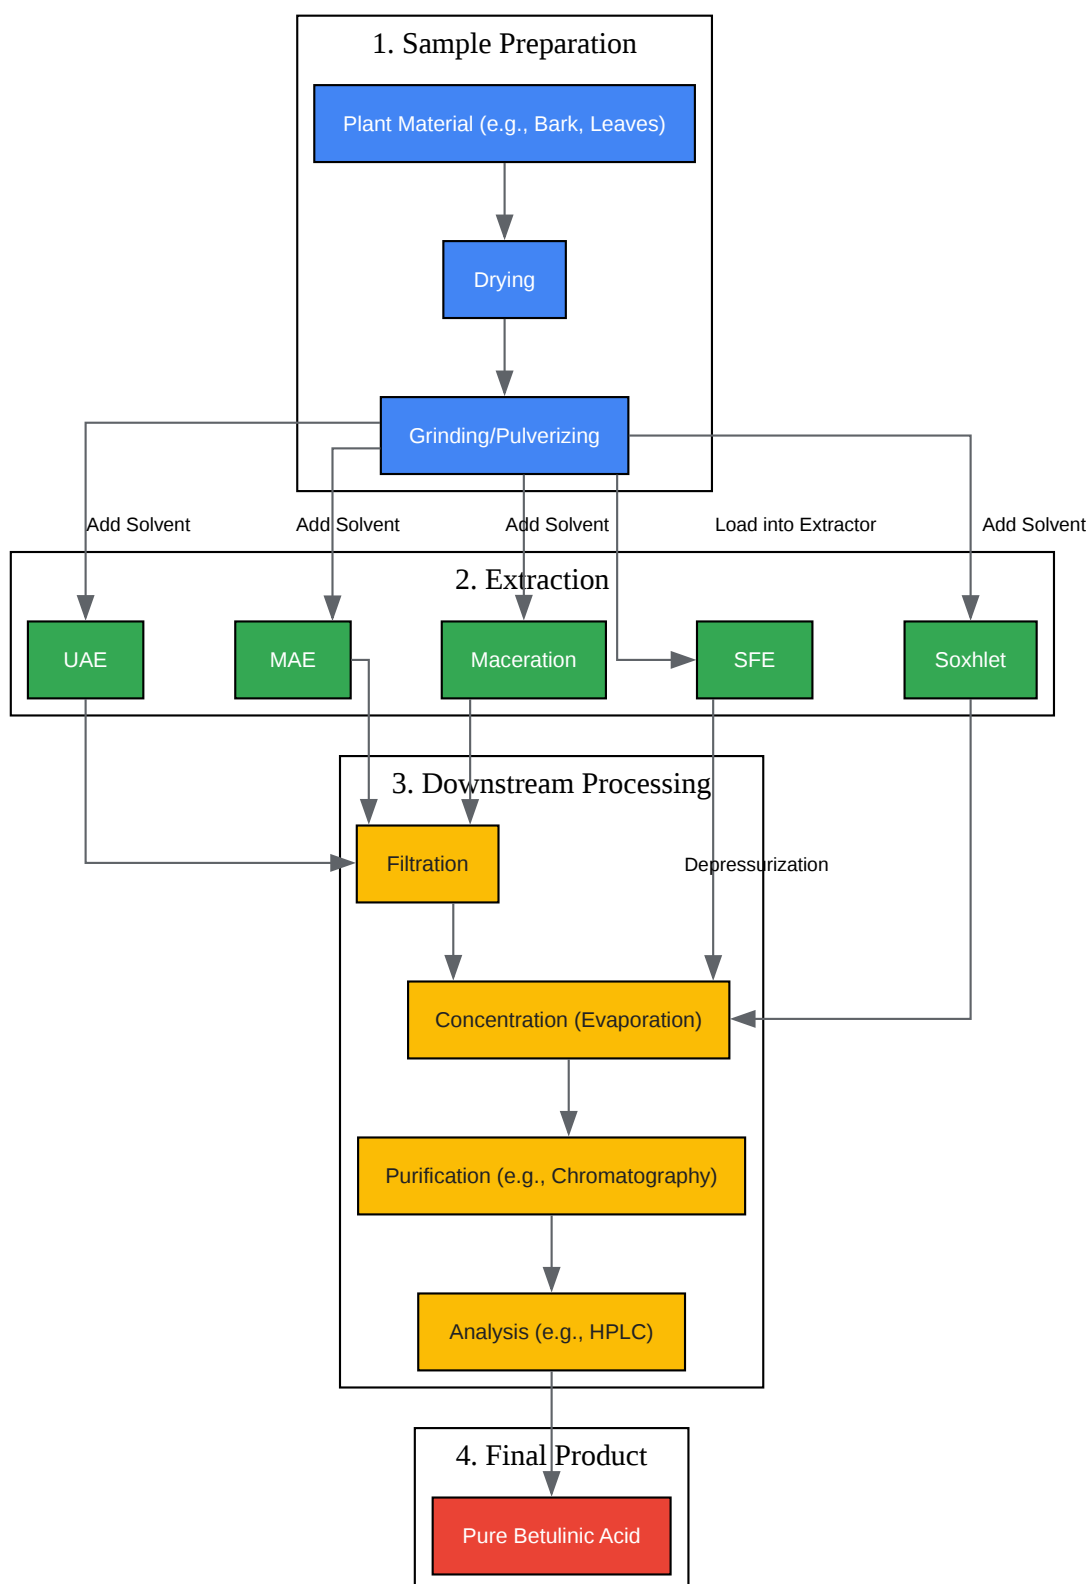 1. Sample Preparation
Plant Material (e.g., Bark, Leaves)
Drying
Grinding/Pulverizing
Add Solvent
Add Solvent
Add Solvent
Load into Extractor
Add Solvent
2. Extraction
UAE
MAE
Maceration
SFE
Soxhlet
3. Downstream Processing
Filtration
Depressurization
Concentration (Evaporation)
Purification (e.g., Chromatography)
Analysis (e.g., HPLC)
4. Final Product
Pure Betulinic Acid